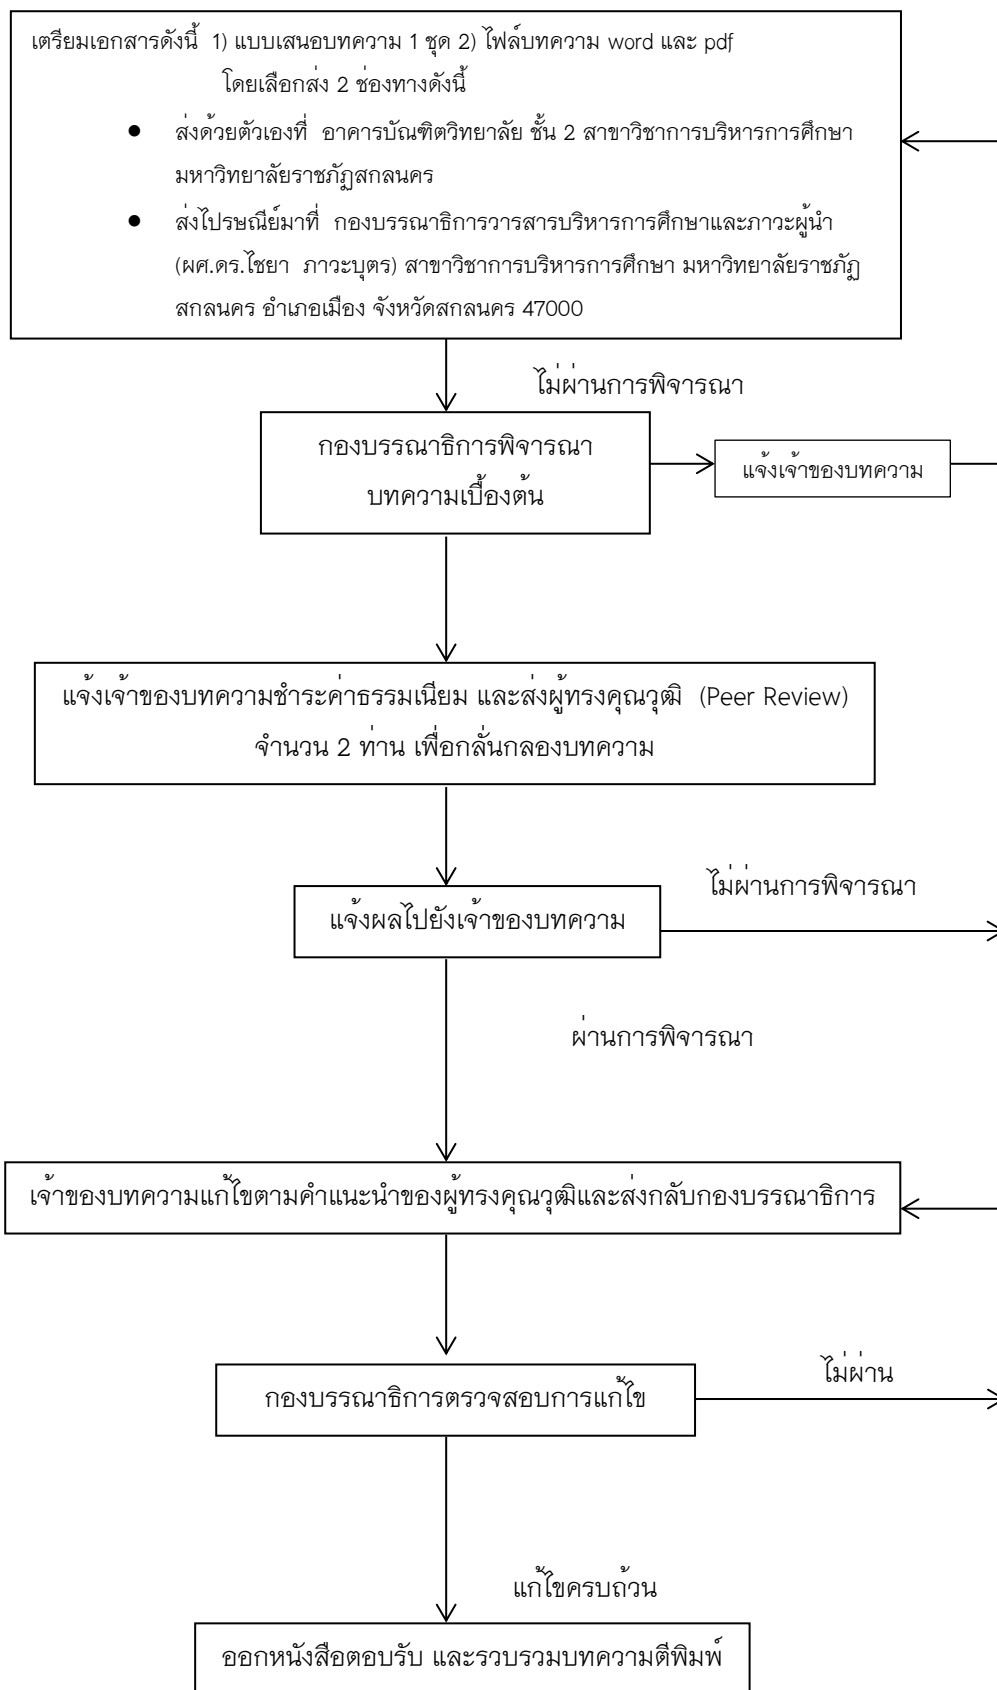 เตรียมเอกสารดังนี้ 1) แบบเสนอบทความ 1 ชุด 2) ไฟล์บทความ word และ pdf
โดยเลือกส่ง 2 ช่องทางดังนี้
● ส่งด้วยตัวเองที่ อาคารบัณฑิตวิทยาลัย ชั้น 2 สาขาวิชาการบริหารการศึกษา
มหาวิทยาลัยราชภัฏสกลนคร
● ส่งไปรษณีย์มาที่ กองบรรณาธิการวารสารบริหารการศึกษาและภาวะผู้นำ
(ผศ.ดร.ไชยา ภาวะบุตร) สาขาวิชาการบริหารการศึกษา มหาวิทยาลัยราชภัฏ
สกลนคร อำเภอเมือง จังหวัดสกลนคร 47000
ไม่ผ่านการพิจารณา
กองบรรณาธิการพิจารณา
บทความเบื้องต้น
แจ้งเจ้าของบทความ
แจ้งเจ้าของบทความชำระค่าธรรมเนียม และส่งผู้ทรงคุณวุฒิ (Peer Review)
จำนวน 2 ท่าน เพื่อกลั่นกลองบทความ
ไม่ผ่านการพิจารณา
แจ้งผลไปยังเจ้าของบทความ
ผ่านการพิจารณา
เจ้าของบทความแก้ไขตามคำแนะนำของผู้ทรงคุณวุฒิและส่งกลับกองบรรณาธิการ
ไม่ผ่าน
กองบรรณาธิการตรวจสอบการแก้ไข
แก้ไขครบถ้วน
ออกหนังสือตอบรับ และรวบรวมบทความตีพิมพ์